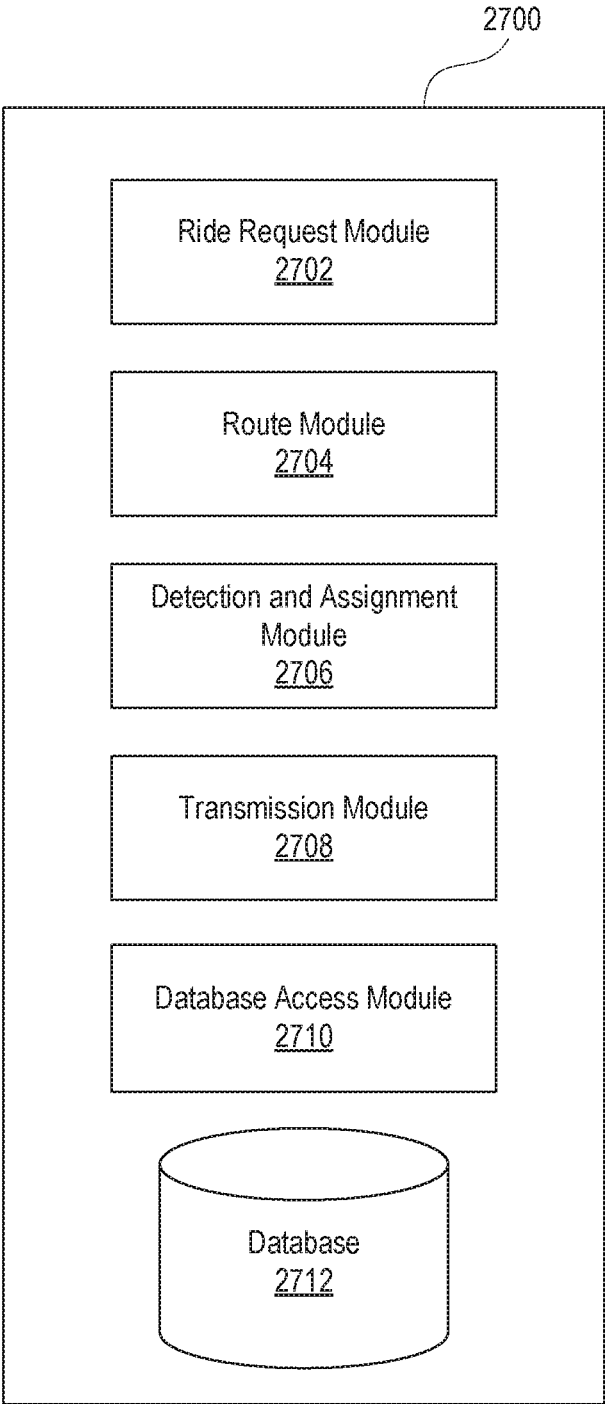 2700
Ride Request Module
2702
Route Module
2704
Detection and Assignment
Module
2706
Transmission Module
2708
Database Access Module
2710
Database
2712